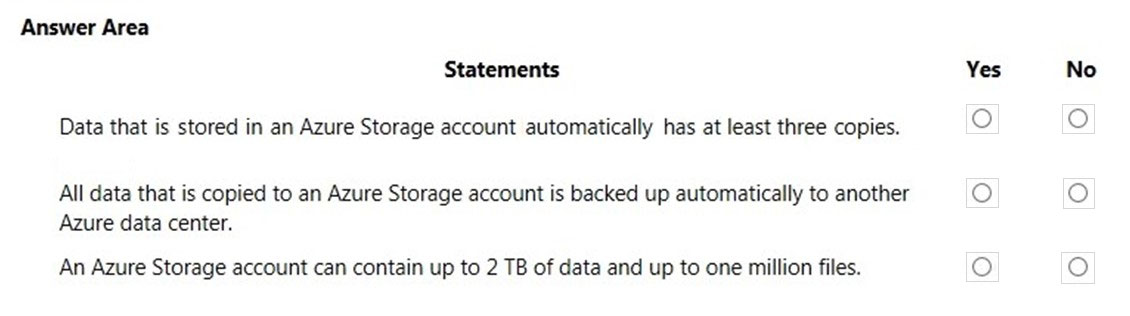 Answer Area
Statements Yes No
Data that is stored in an Azure Storage account automatically has at least three copies.
All data that is copied to an Azure Storage account is backed up automatically to another
Azure data center.
An Azure Storage account can contain up to 2 TB of data and up to one million files.